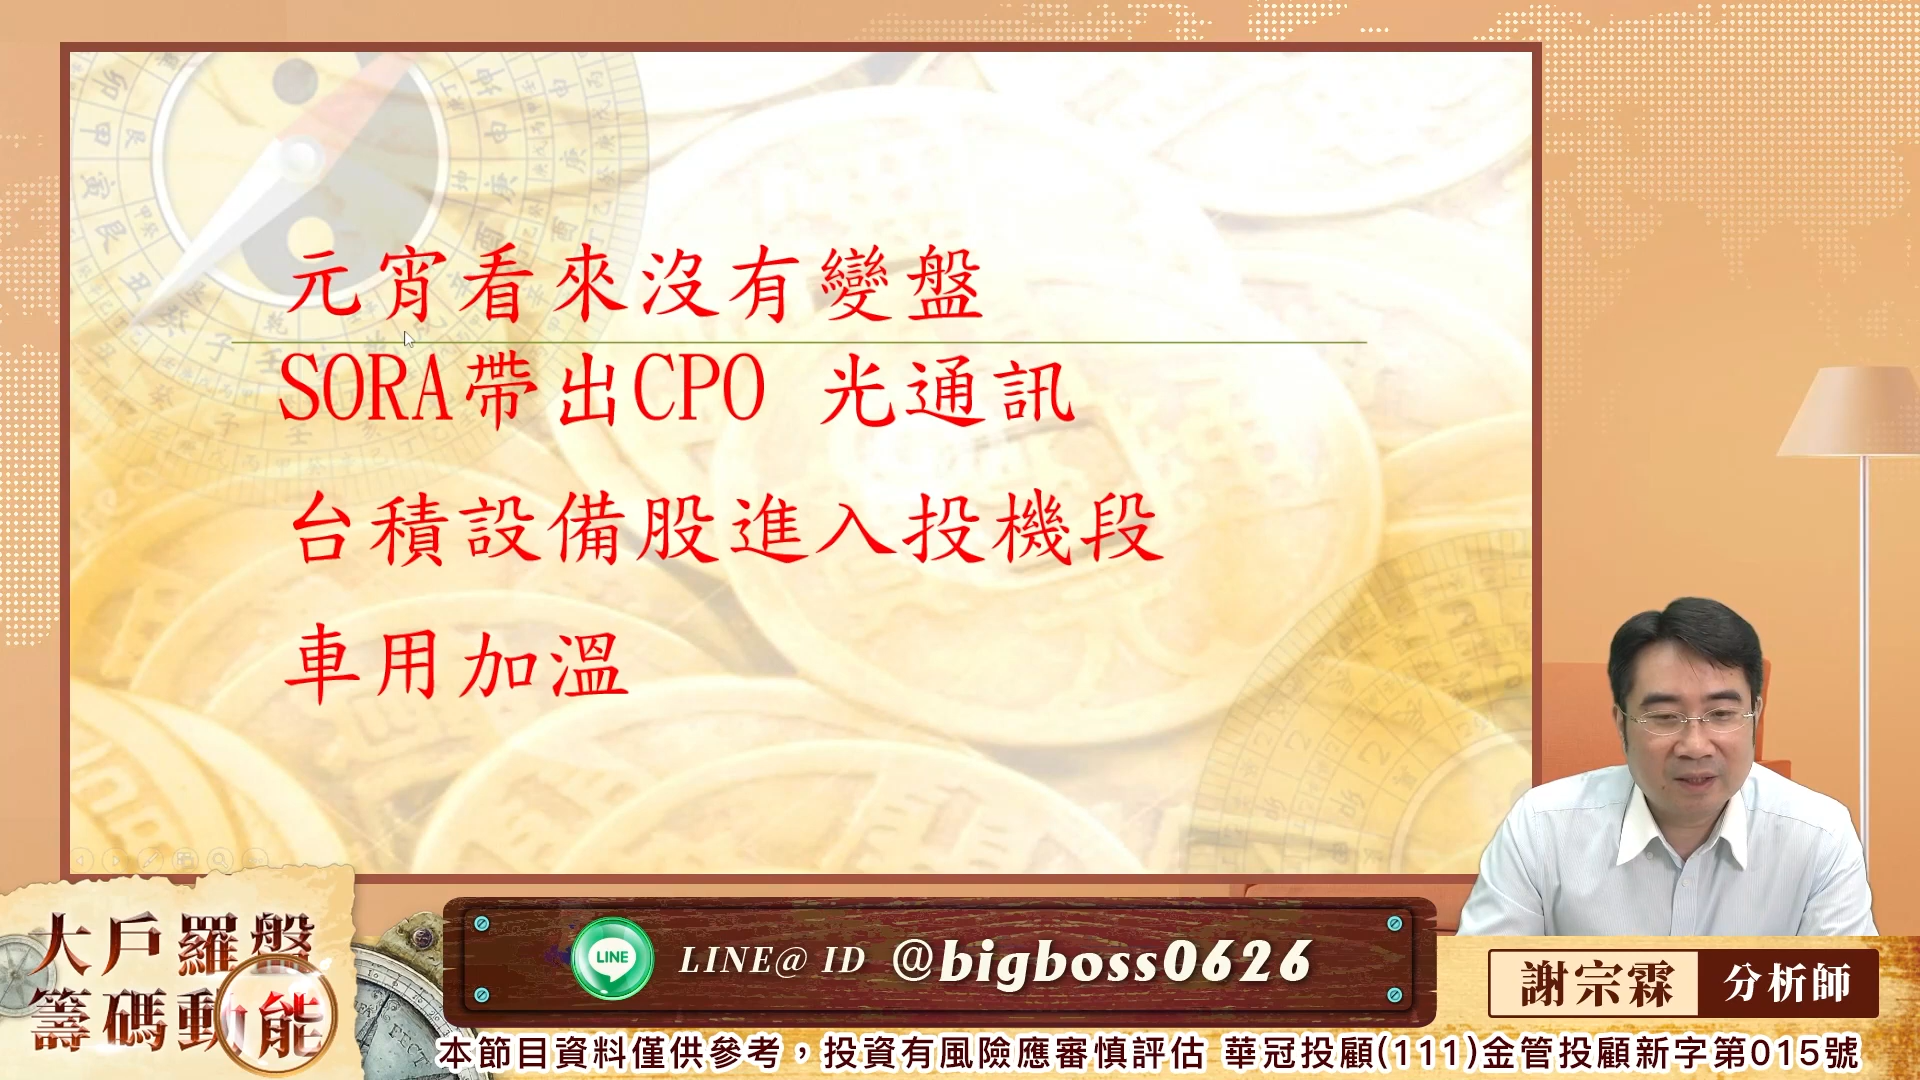 元宵看來沒有變盤
SORA帶出CPO 光通訊
台積設備股進入投機段
車用加溫
大戶羅盤
籌碼動能
LINE
LINE@ ID @bigboss0626
謝宗霖 分析師
本節目資料僅供參考，投資有風險應審慎評估 華冠投顧(111)金管投顧新字第015號